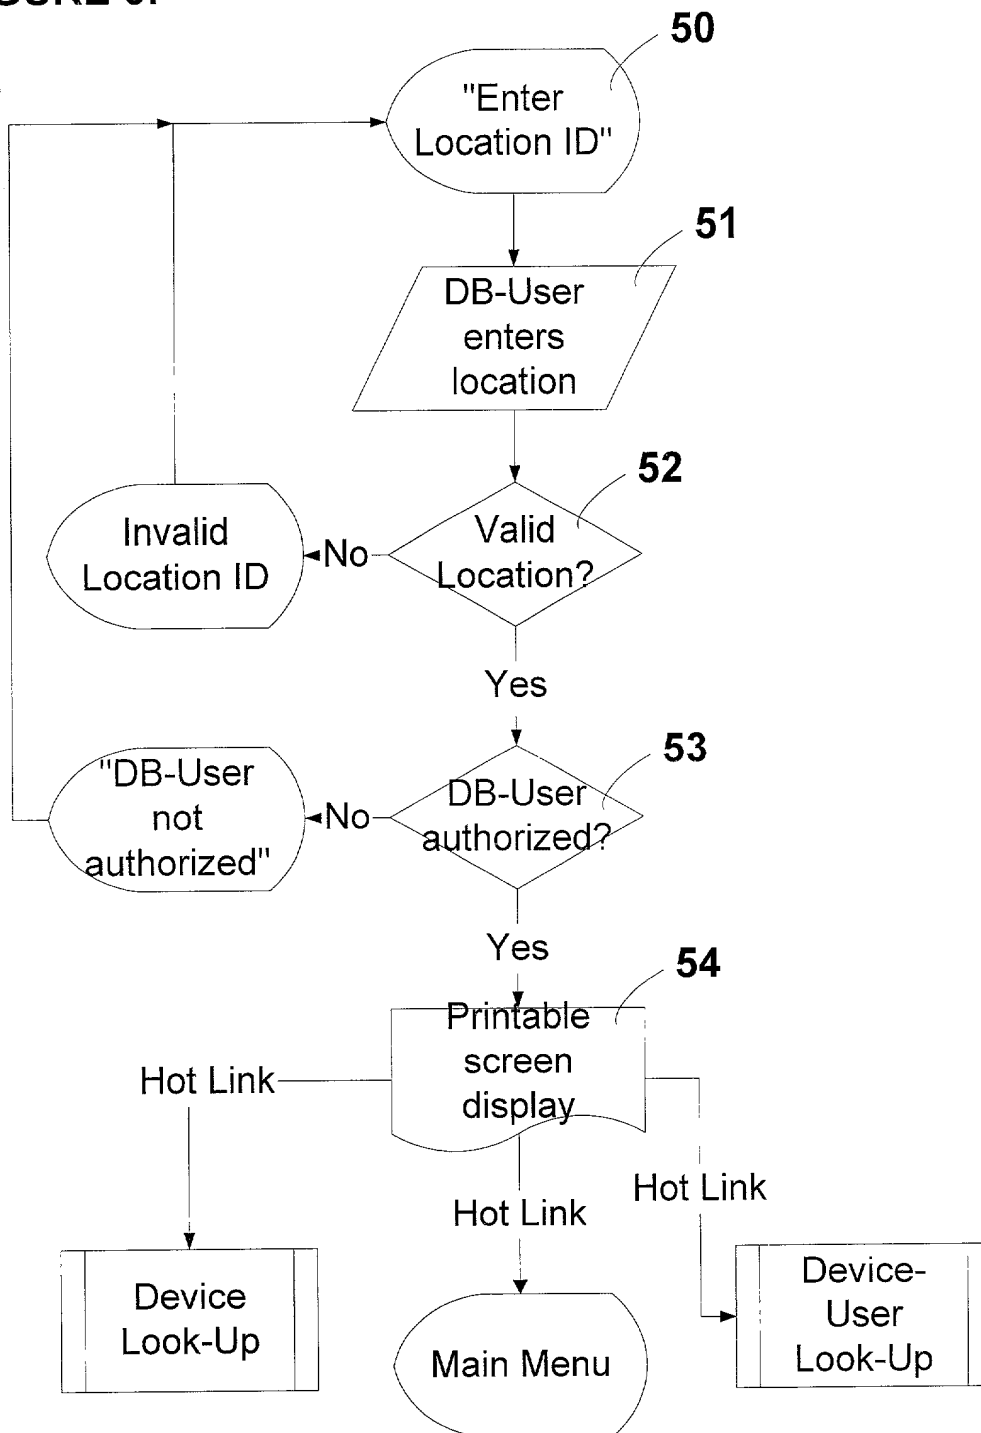 50
"Enter
Location ID"
51
DB-User
enters
location
52
Valid
Location?
No
Invalid
Location ID
Yes
53
DB-User
authorized?
No
"DB-User
not
authorized"
Yes
54
Printable
screen
display
Hot Link
Hot Link
Hot Link
Device
Look-Up
Main Menu
Device-
User
Look-Up